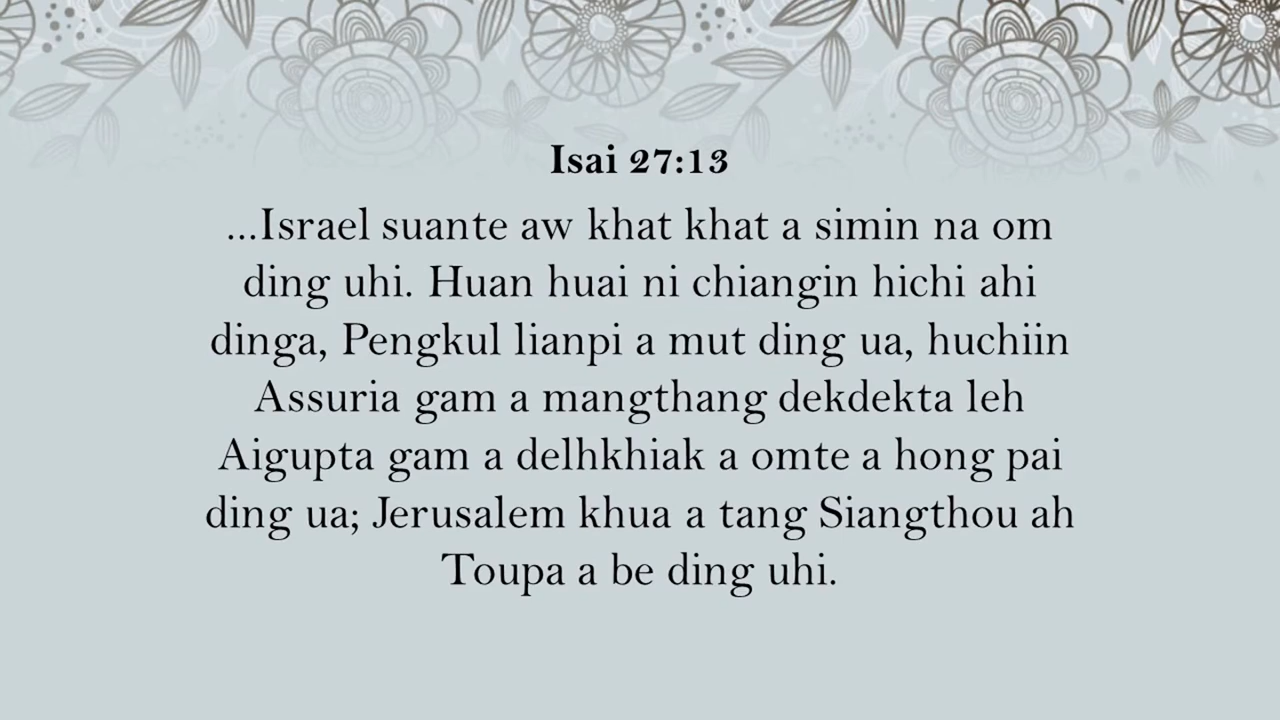 Isai 27:13
...Israel suante aw khat khat a simin na om
ding uhi. Huan huai ni chiangin hichi ahi
dinga, Pengkul lianpi a mut ding ua, huchiin
Assuria gam a mangthang dekdekta leh
Aigupta gam a delhkhiak a omte a hong pai
ding ua; Jerusalem khua a tang Siangthou ah
Toupa a be ding uhi.